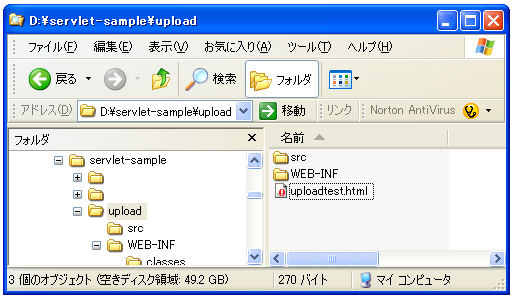 D:¥servlet-sample¥upload
ファイル(F) 編集(E) 表示(V) お気に入り(A) ツール(T) ヘルプ(H)
戻る 検索 フォルダ
アドレス(D) D:¥servlet-sample¥upload 移動 リンク Norton AntiVirus
フォルダ
名前
servlet-sample
upload
src
WEB-INF
classes
src
WEB-INF
uploadtest.html
3 個のオブジェクト (空きディスク領域: 49.2 GB) 270 バイト マイ コンピュータ